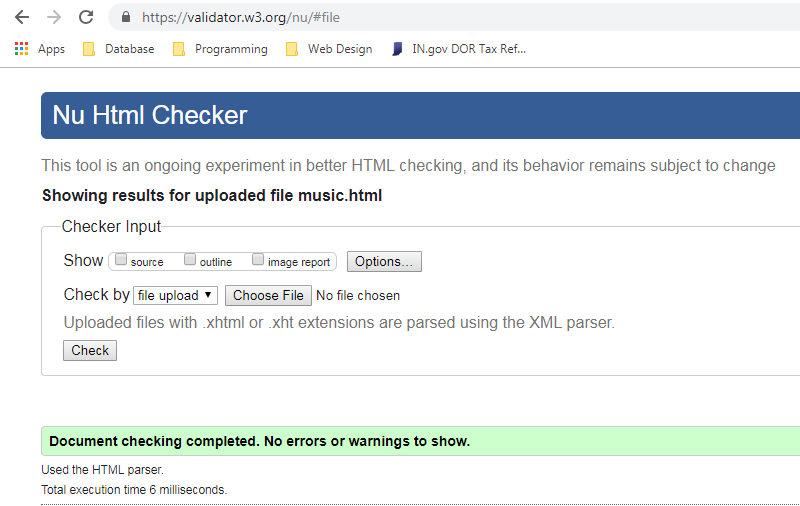 https://validator.w3.org/nu/#file
Apps Database Programming Web Design IN.gov DOR Tax Ref...
Nu Html Checker
This tool is an ongoing experiment in better HTML checking, and its behavior remains subject to change
Showing results for uploaded file music.html
Checker Input
Show source outline image report Options...
Check by file upload Choose File No file chosen
Uploaded files with .xhtml or .xht extensions are parsed using the XML parser.
Check
Document checking completed. No errors or warnings to show.
Used the HTML parser.
Total execution time 6 milliseconds.